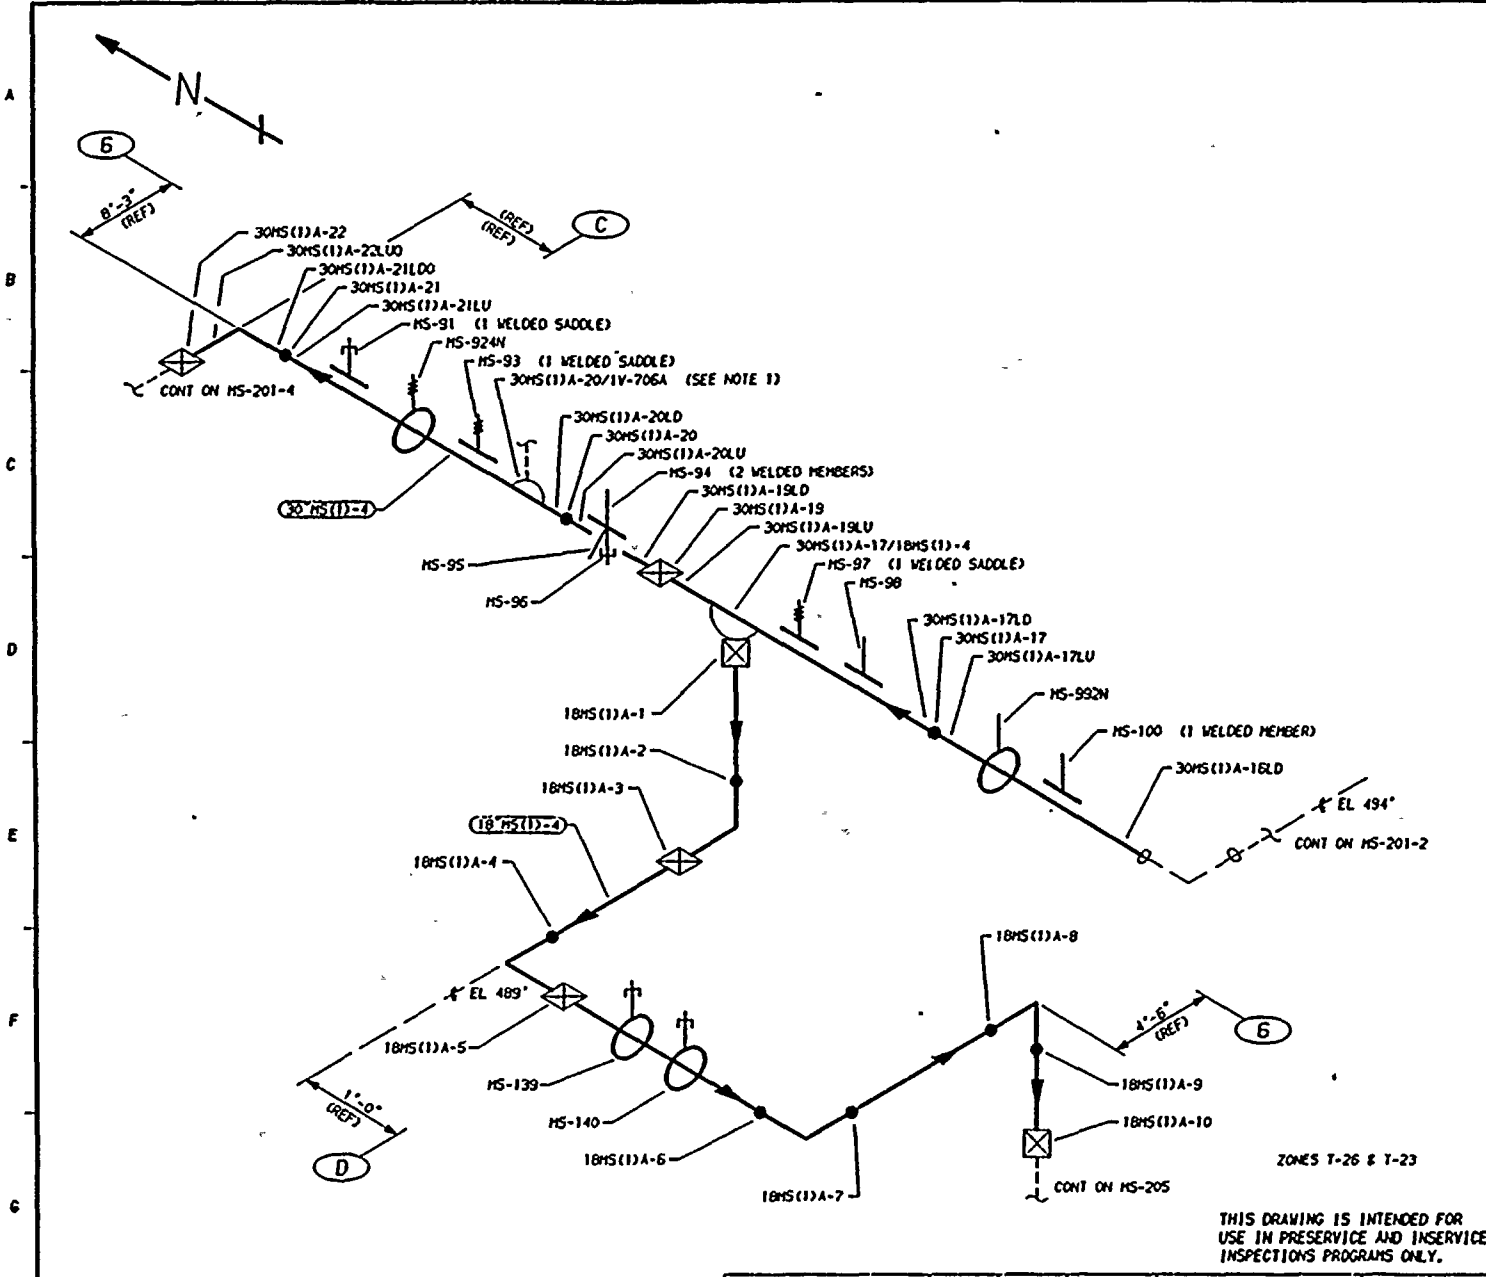 A
N
6
8'-3"
(REF)
(REF)
(REF)
C
30MS(1)A-22
30MS(1)A-22LUO
30MS(1)A-21LDO
30MS(1)A-21
30MS(1)A-21LU
B
MS-91 (1 WELDED SADDLE)
MS-924N
MS-93 (1 WELDED SADDLE)
30MS(1)A-20/1V-706A (SEE NOTE 1)
CONT ON MS-201-4
30MS(1)A-20LD
30MS(1)A-20
30MS(1)A-20LU
C
MS-94 (2 WELDED MEMBERS)
30MS(1)A-19LD
30"MS(1)-4
30MS(1)A-19
30MS(1)A-19LU
30MS(1)A-17/18MS(1)-4
MS-95
MS-97 (1 WELDED SADDLE)
MS-98
MS-96
30MS(1)A-17LD
30MS(1)A-17
D
30MS(1)A-17LU
MS-992N
18MS(1)A-1
MS-100 (1 WELDED MEMBER)
18MS(1)A-2
30MS(1)A-16LD
18MS(1)A-3
℄ EL 494'
18"MS(1)-4
E
CONT ON MS-201-2
18MS(1)A-4
18MS(1)A-8
℄ EL 489'
F
4'-6"
(REF)
6
18MS(1)A-5
MS-139
18MS(1)A-9
1'-0"
(REF)
MS-140
18MS(1)A-10
18MS(1)A-6
D
ZONES T-26 & T-23
18MS(1)A-7
CONT ON MS-205
G
THIS DRAWING IS INTENDED FOR
USE IN PRESERVICE AND INSERVICE
INSPECTIONS PROGRAMS ONLY.